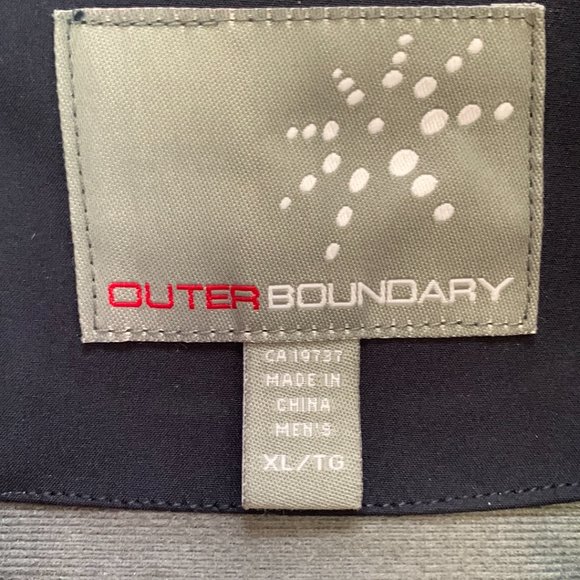 OUTER BOUNDARY
CA 19737
MADE IN
CHINA
MEN'S
XL/TG